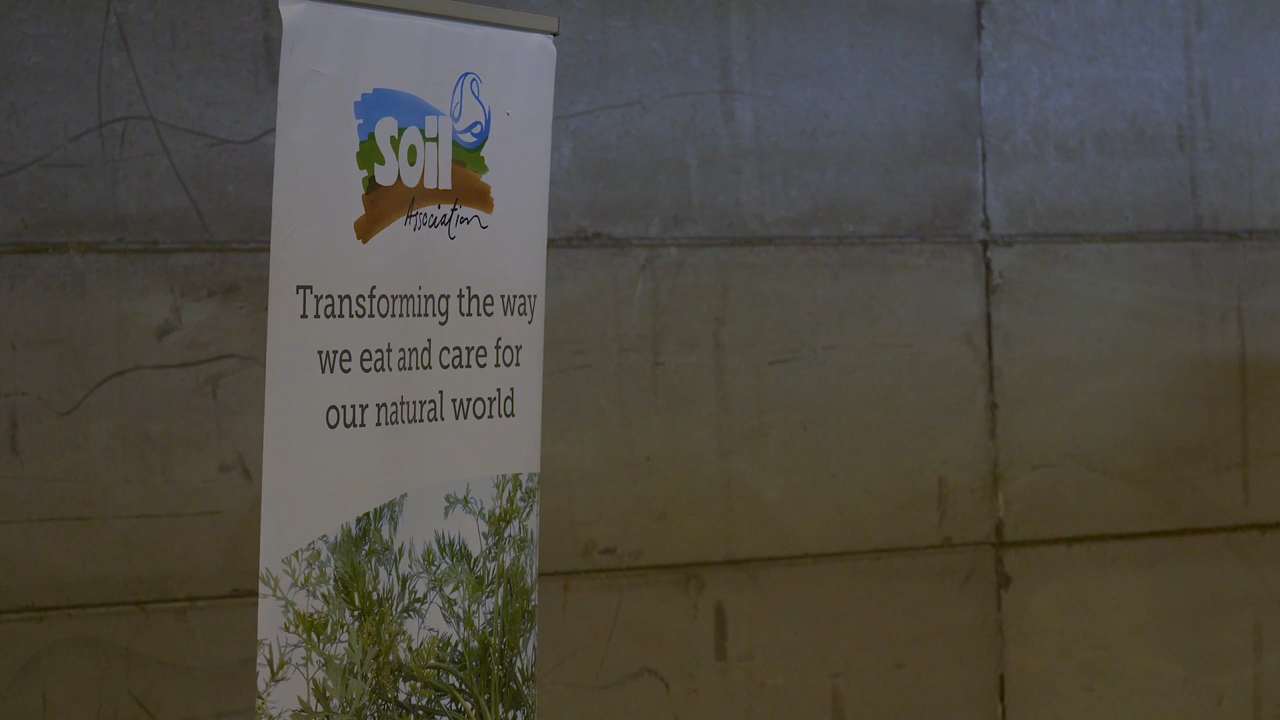 Soil
Association
Transforming the way
we eat and care for
our natural world